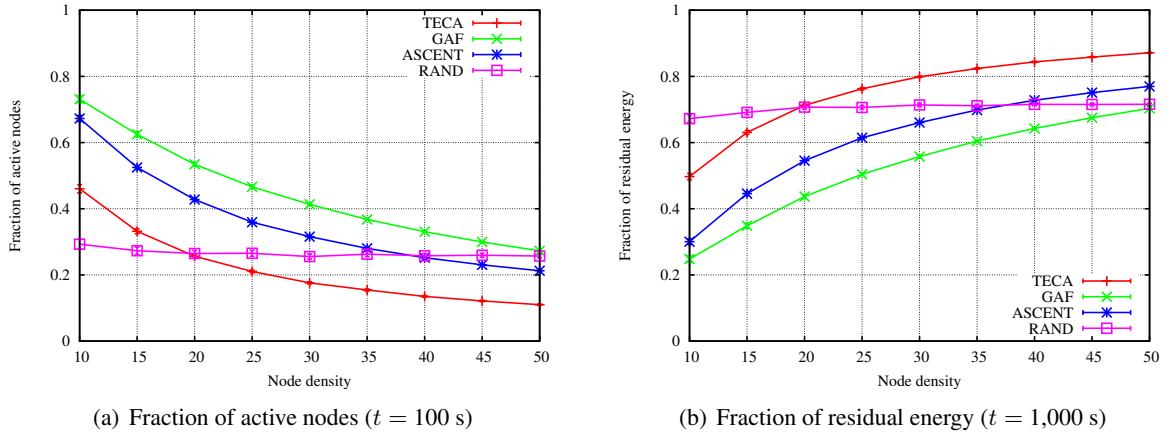 1
0.8
0.6
0.4
0.2
0
Fraction of active nodes
TECA
GAF
ASCENT
RAND
10 15 20 25 30 35 40 45 50
Node density
(a) Fraction of active nodes (t = 100 s)
1
0.8
0.6
0.4
0.2
0
Fraction of residual energy
TECA
GAF
ASCENT
RAND
10 15 20 25 30 35 40 45 50
Node density
(b) Fraction of residual energy (t = 1,000 s)